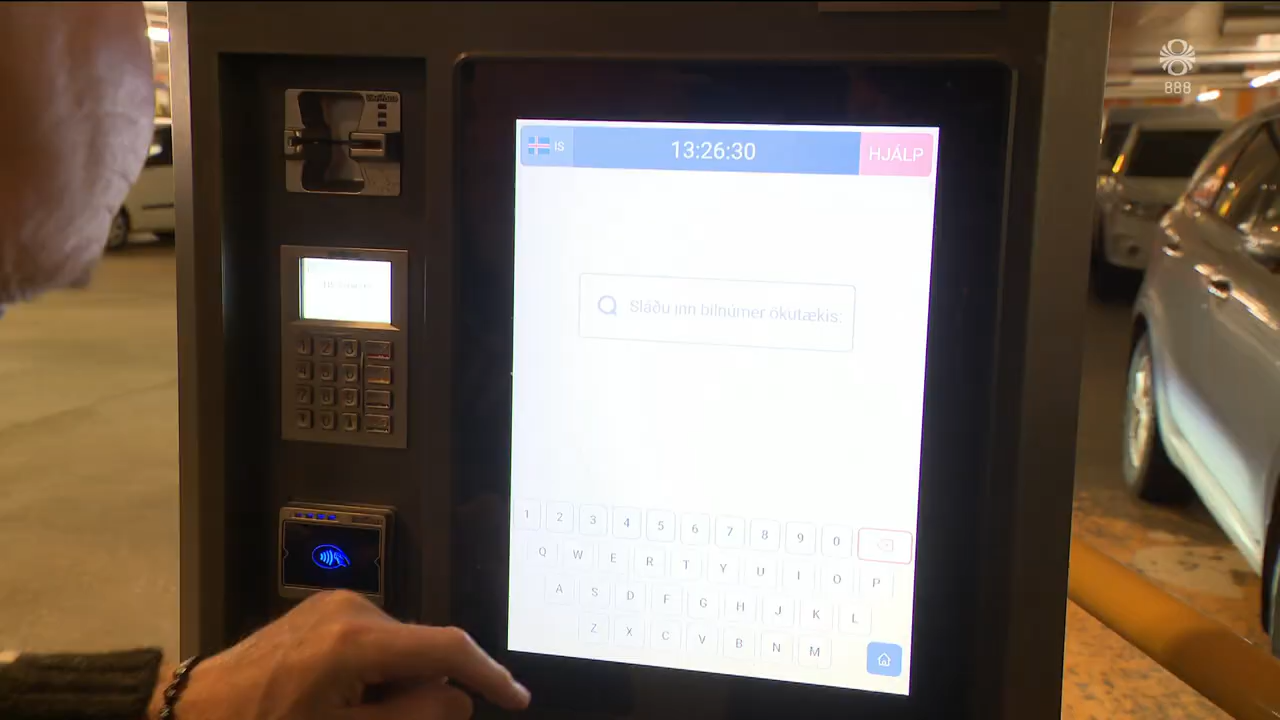 888
IS 13:26:30 HJÁLP
Sláðu inn bílnúmer ökutækis:
1 2 3 4 5 6 7 8 9 0
Q W E R T Y U I O P
A S D F G H J K L
Z X C V B N M